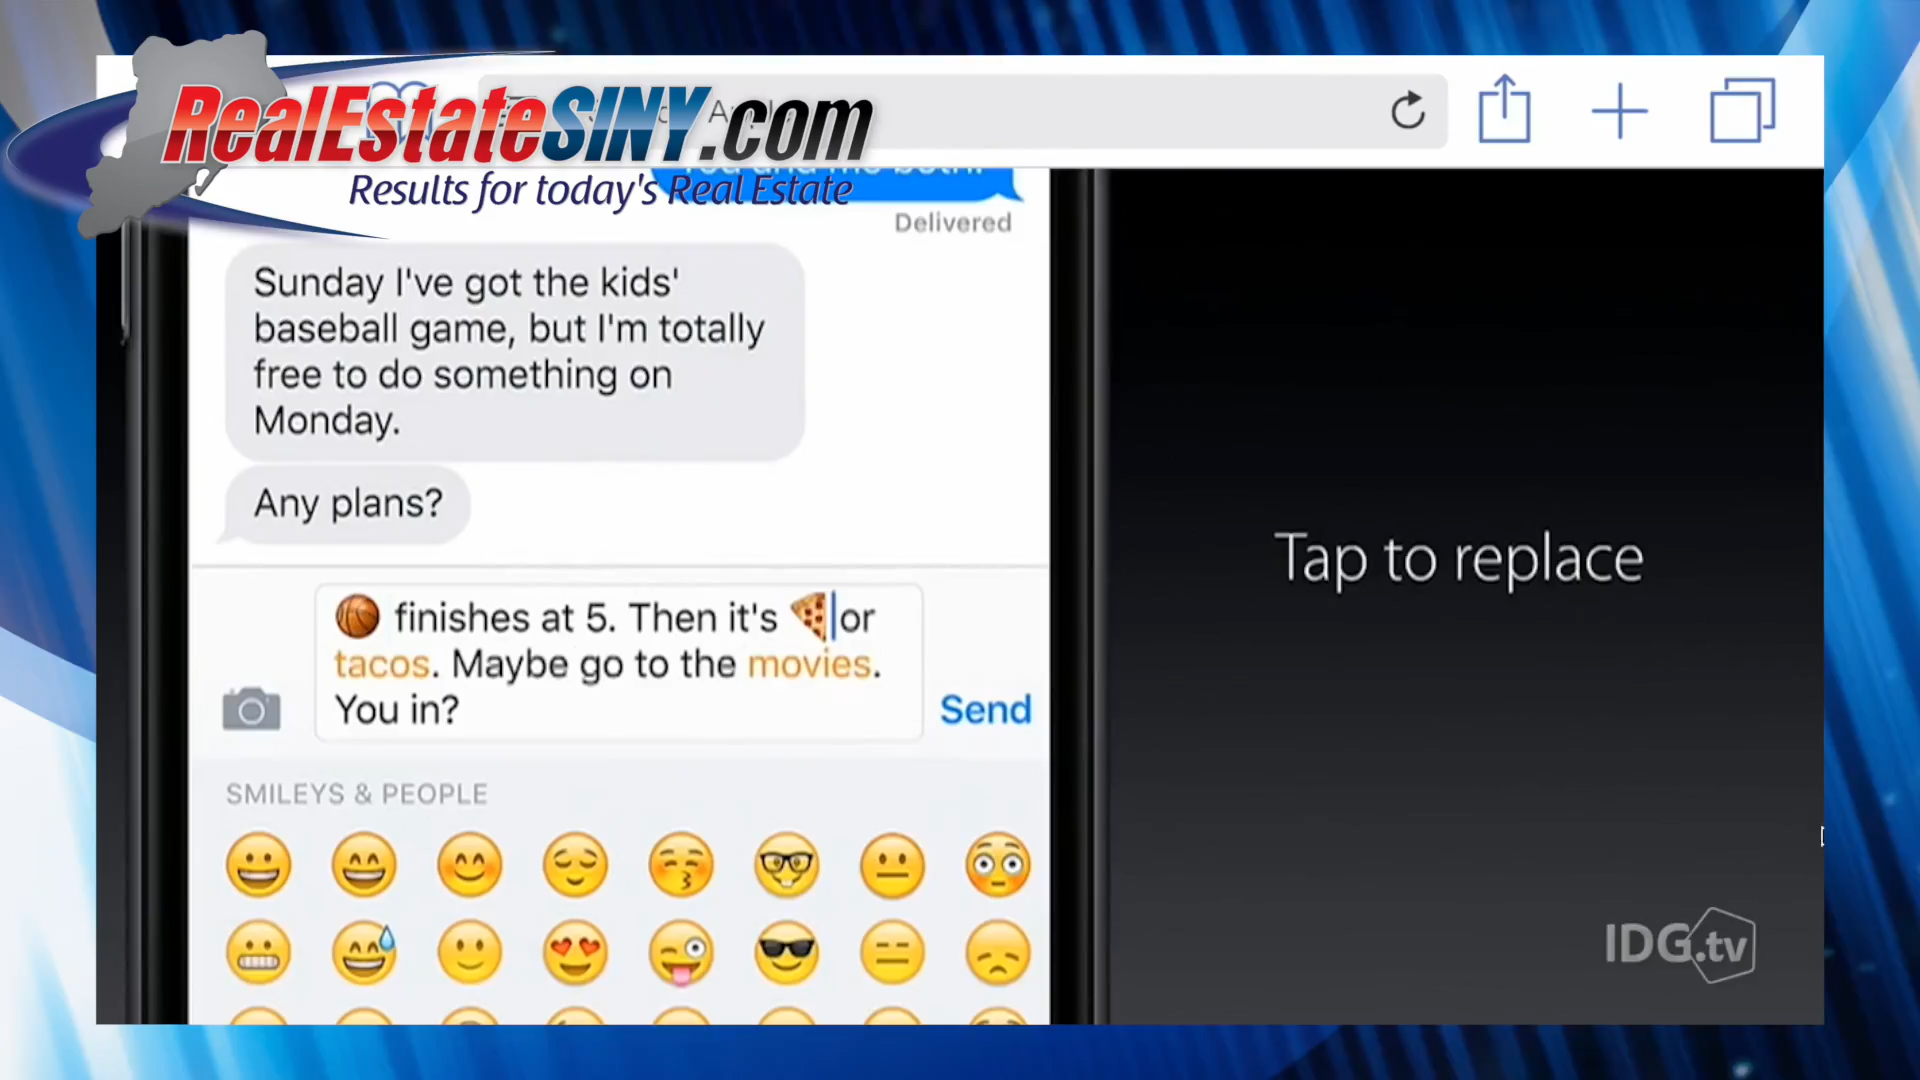 RealEstateSINY.com
Results for today's Real Estate
Delivered
Sunday I've got the kids'
baseball game, but I'm totally
free to do something on
Monday.
Any plans?
🏀 finishes at 5. Then it's 🍕 or
tacos. Maybe go to the movies.
You in?
Send
SMILEYS & PEOPLE
Tap to replace
IDG.tv